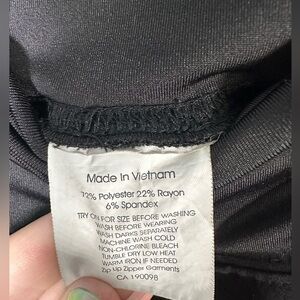 Made In Vietnam
72% Polyester 22% Rayon
6% Spandex
TRY ON FOR SIZE BEFORE WASHING
WASH BEFORE WEARING
WASH DARKS SEPARATELY
MACHINE WASH COLD
NON-CHLORINE BLEACH
TUMBLE DRY LOW HEAT
WARM IRON IF NEEDED
Zip Up Zipper Garments
CA 190098